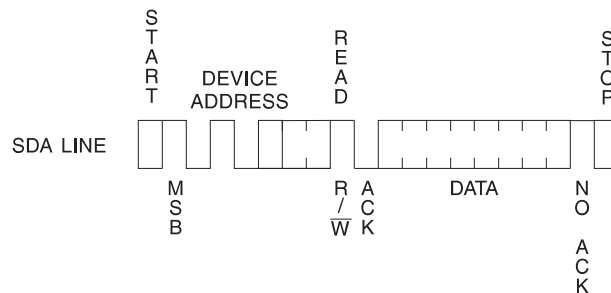 START
READ
STOP
DEVICE
ADDRESS
SDA LINE
MSB
R/W
ACK
DATA
NO ACK